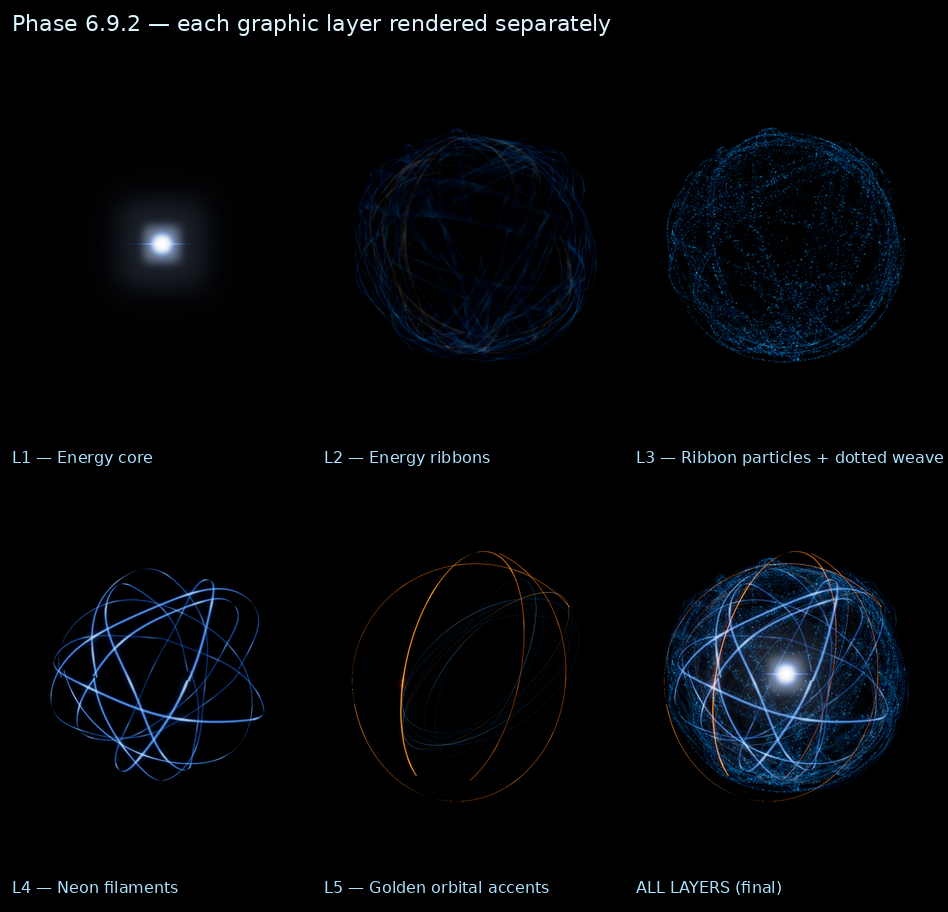 Phase 6.9.2 — each graphic layer rendered separately
L1 — Energy core
L2 — Energy ribbons
L3 — Ribbon particles + dotted weave
L4 — Neon filaments
L5 — Golden orbital accents
ALL LAYERS (final)